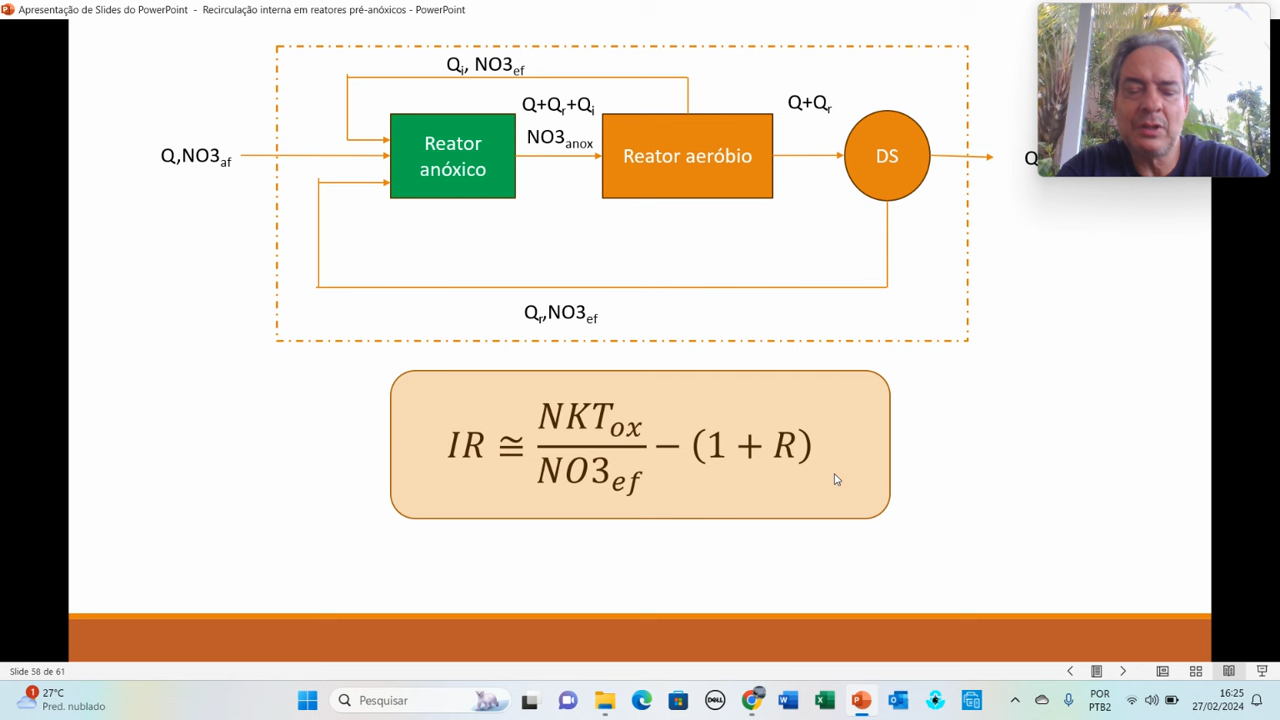 Apresentação de Slides do PowerPoint - Recirculação interna em reatores pré-anóxicos - PowerPoint
Qi, NO3ef
Q+Qr+Qi
NO3anox
Q+Qr
Q,NO3af
Reator
anóxico
Reator aeróbio
DS
Q
Qr,NO3ef
IR ≅ NKTox / NO3ef − (1 + R)
Slide 58 de 61
1
27°C
Pred. nublado
Pesquisar
DELL
POR
PTB2
16:25
27/02/2024